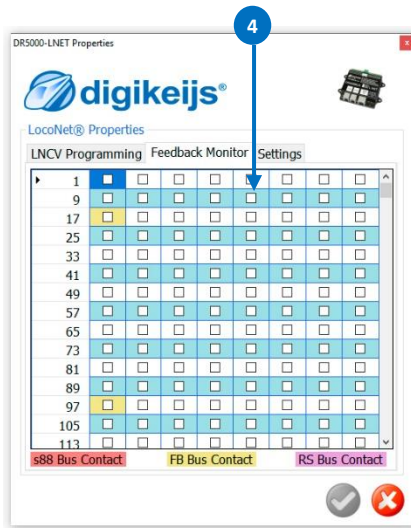 4
DR5000-LNET Properties
x
digikeijs®
LocoNet® Properties
LNCV Programming Feedback Monitor Settings
1
9
17
25
33
41
49
57
65
73
81
89
97
105
113
s88 Bus Contact FB Bus Contact RS Bus Contact